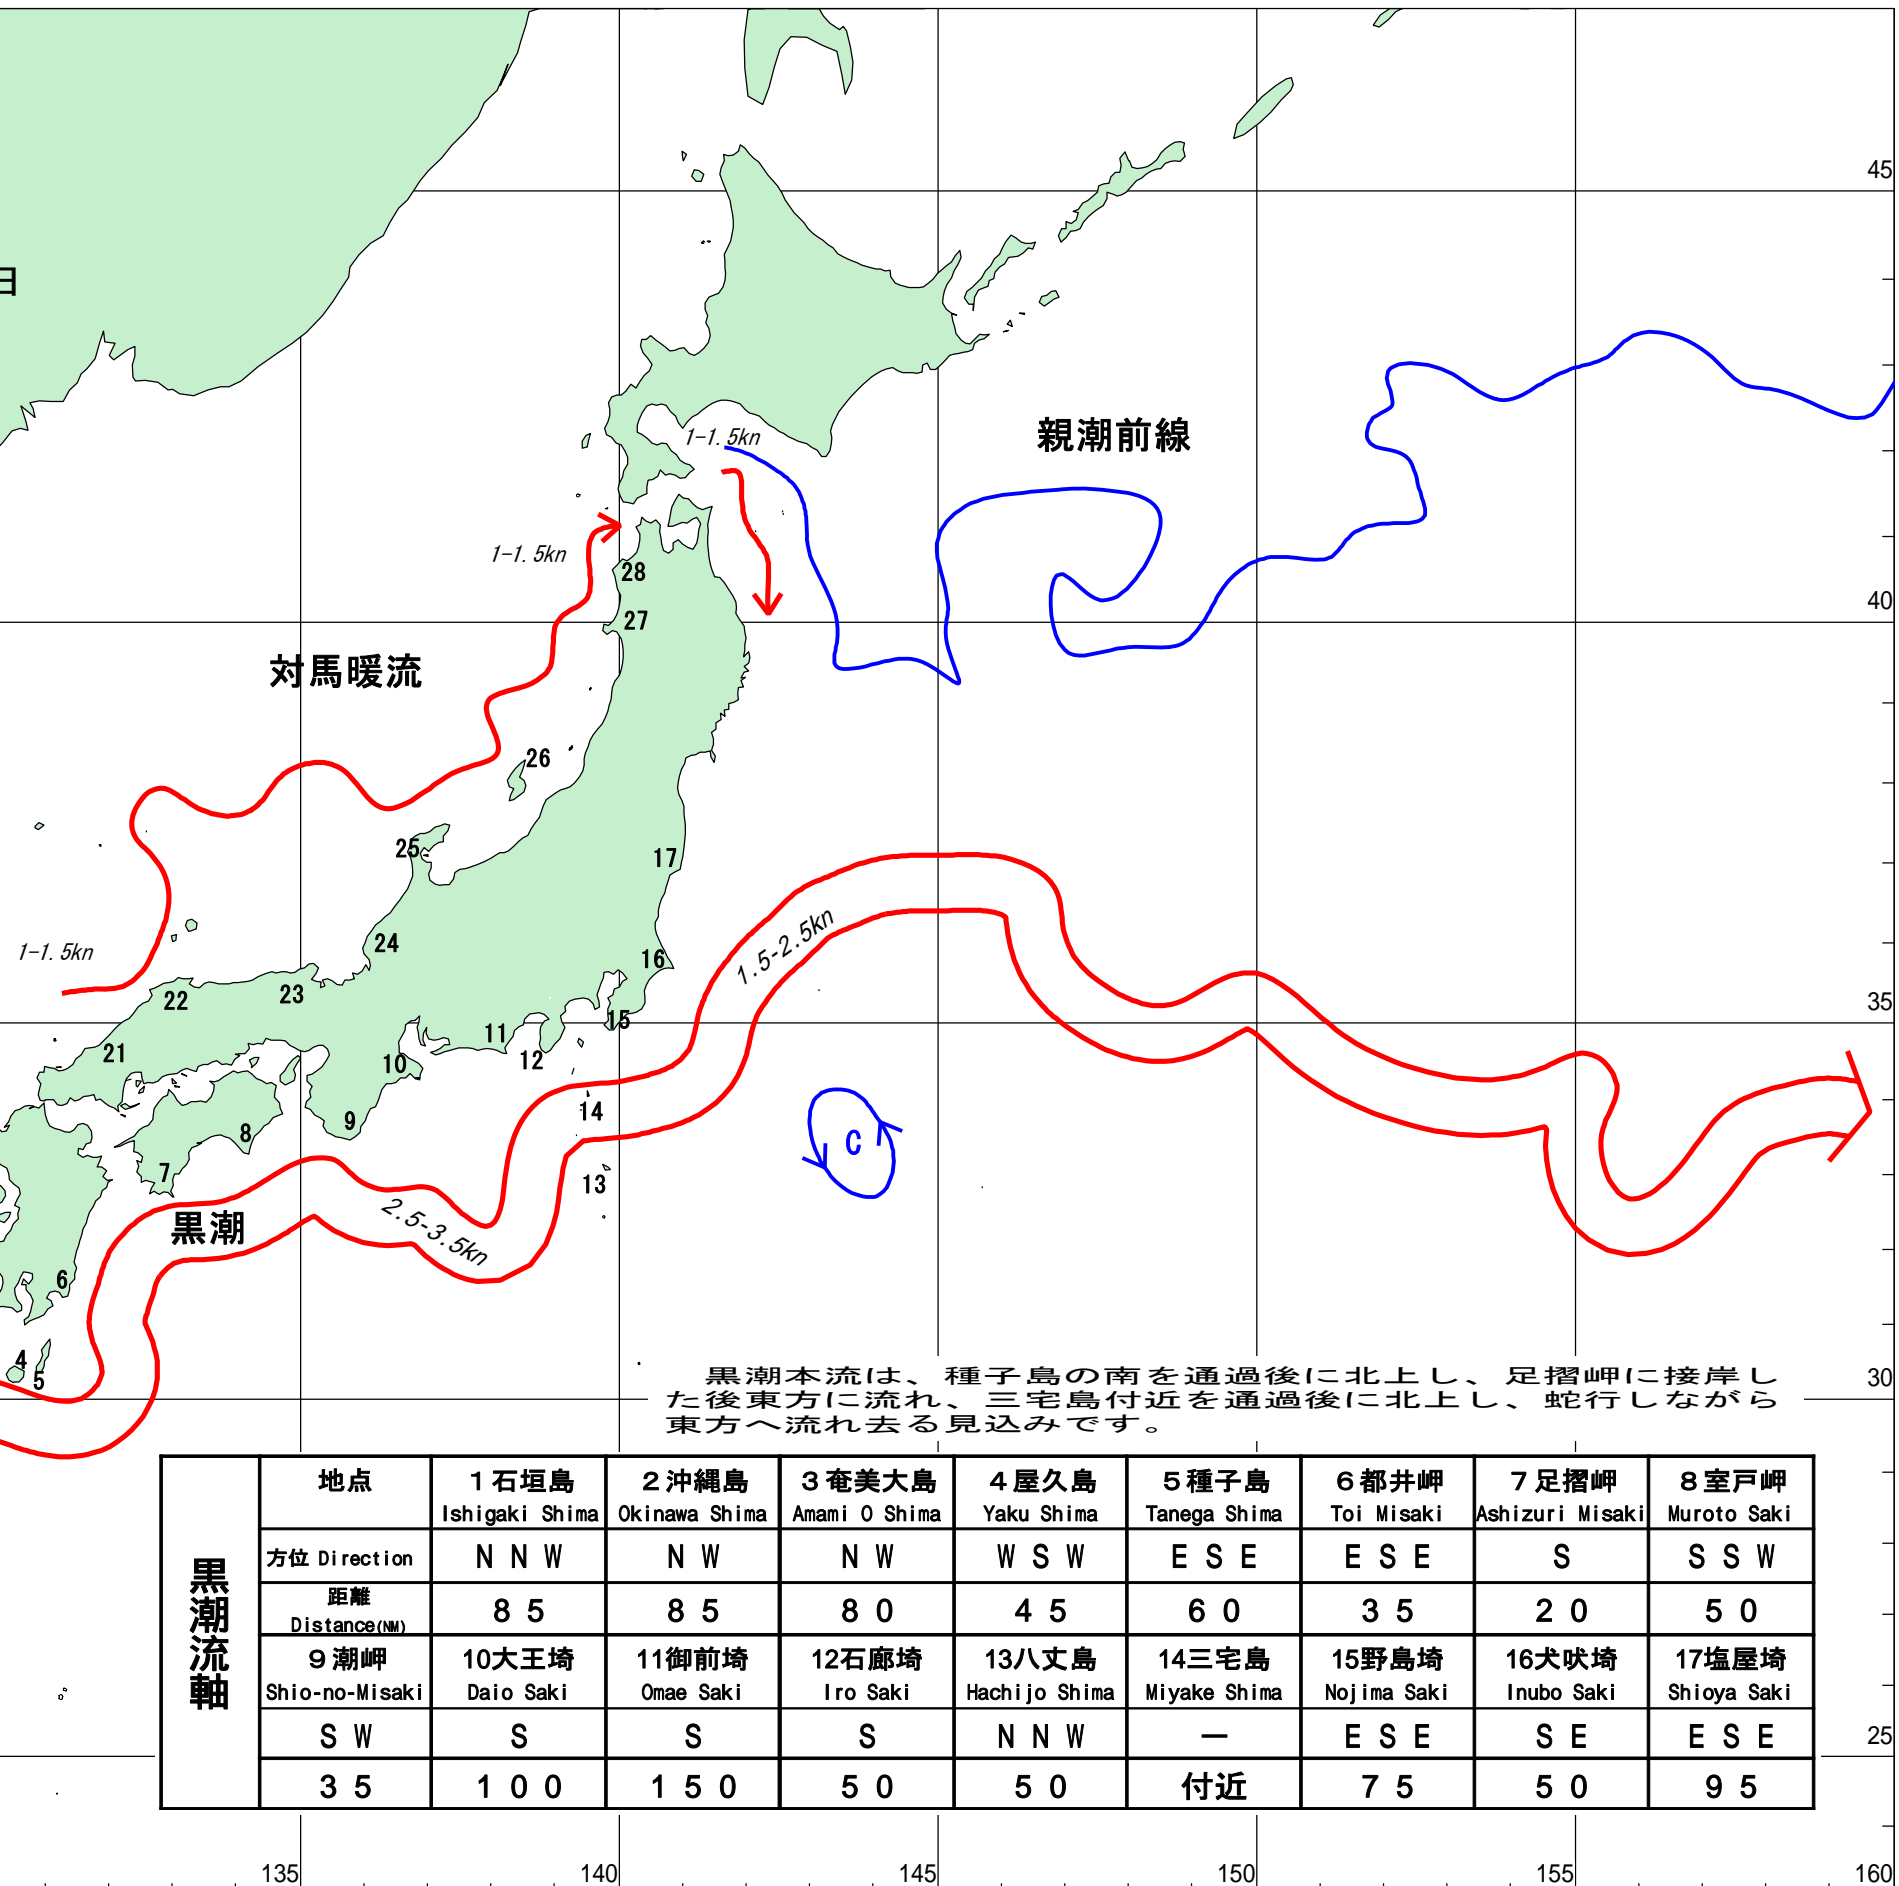 日
45
親潮前線
1-1.5kn
1-1.5kn
28
27
40
対馬暖流
26
25
17
1.5-2.5kn
24
16
1-1.5kn
22
23
35
15
11
12
21
10
14
9
8
C
7
13
黒潮
2.5-3.5kn
6
4
5
30
黒潮本流は、種子島の南を通過後に北上し、足摺岬に接岸し
た後東方に流れ、三宅島付近を通過後に北上し、蛇行しながら
東方へ流れ去る見込みです。
黒潮流軸
地点 1石垣島 2沖縄島 3奄美大島 4屋久島 5種子島 6都井岬 7足摺岬 8室戸岬
Ishigaki Shima Okinawa Shima Amami O Shima Yaku Shima Tanega Shima Toi Misaki Ashizuri Misaki Muroto Saki
方位 Direction NNW NW NW WSW ESE ESE S SSW
距離
Distance(NM) 85 85 80 45 60 35 20 50
9潮岬 10大王埼 11御前埼 12石廊埼 13八丈島 14三宅島 15野島埼 16犬吠埼 17塩屋埼
Shio-no-Misaki Daio Saki Omae Saki Iro Saki Hachijo Shima Miyake Shima Nojima Saki Inubo Saki Shioya Saki
SW S S S NNW ― ESE SE ESE
25
35 100 150 50 50 付近 75 50 95
135 140 145 150 155 160